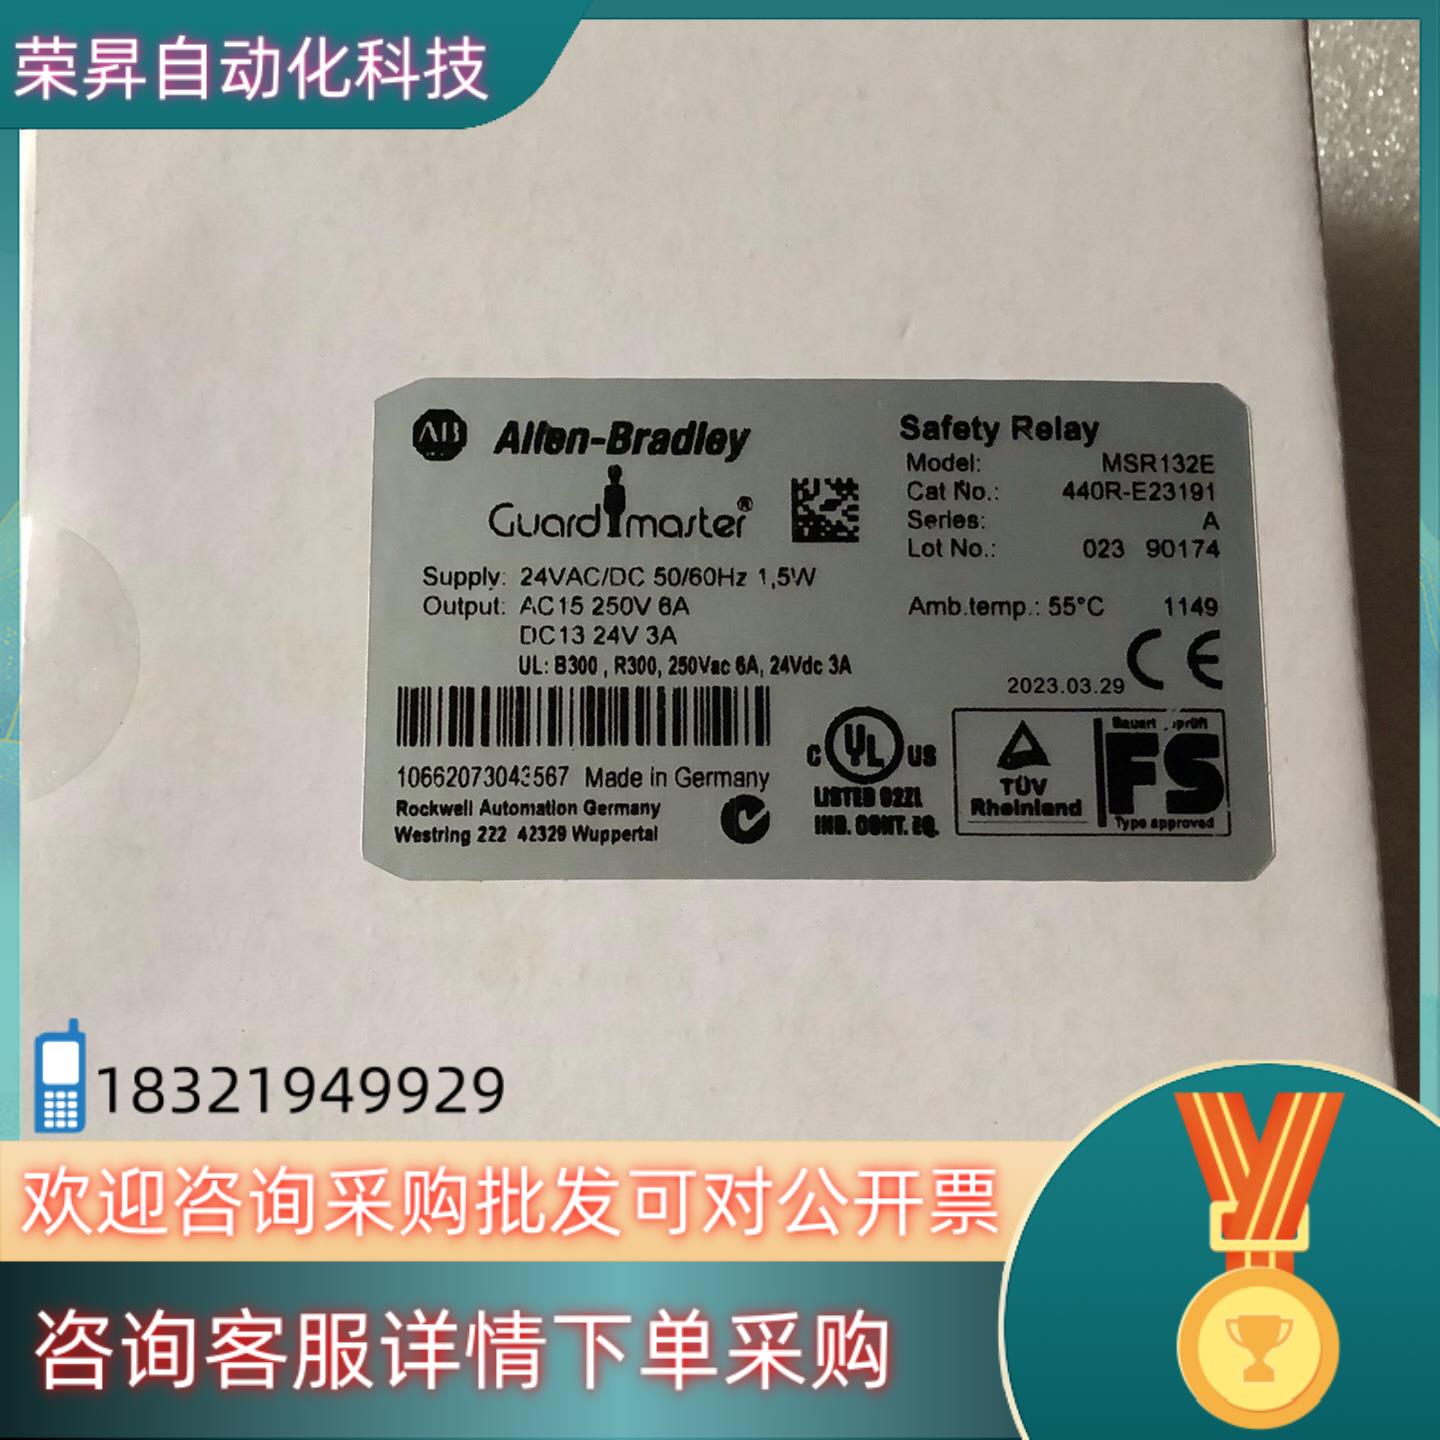 荣昇自动化科技
AB Allen-Bradley
Guardmaster®
Safety Relay
Model: MSR132E
Cat No.: 440R-E23191
Series: A
Lot No.: 023 90174
Supply: 24VAC/DC 50/60Hz 1,5W
Output: AC15 250V 6A
DC13 24V 3A
UL: B300 , R300, 250Vac 6A, 24Vdc 3A
Amb.temp.: 55°C 1149
CE
2023.03.29
10662073043567 Made in Germany
Rockwell Automation Germany
Westring 222 42329 Wuppertal
C UL US
LISTED 62ZL
IND. CONT. EQ.
TÜV
Rheinland
Bauart
FS
Type approved
18321949929
欢迎咨询采购批发可对公开票
咨询客服详情下单采购